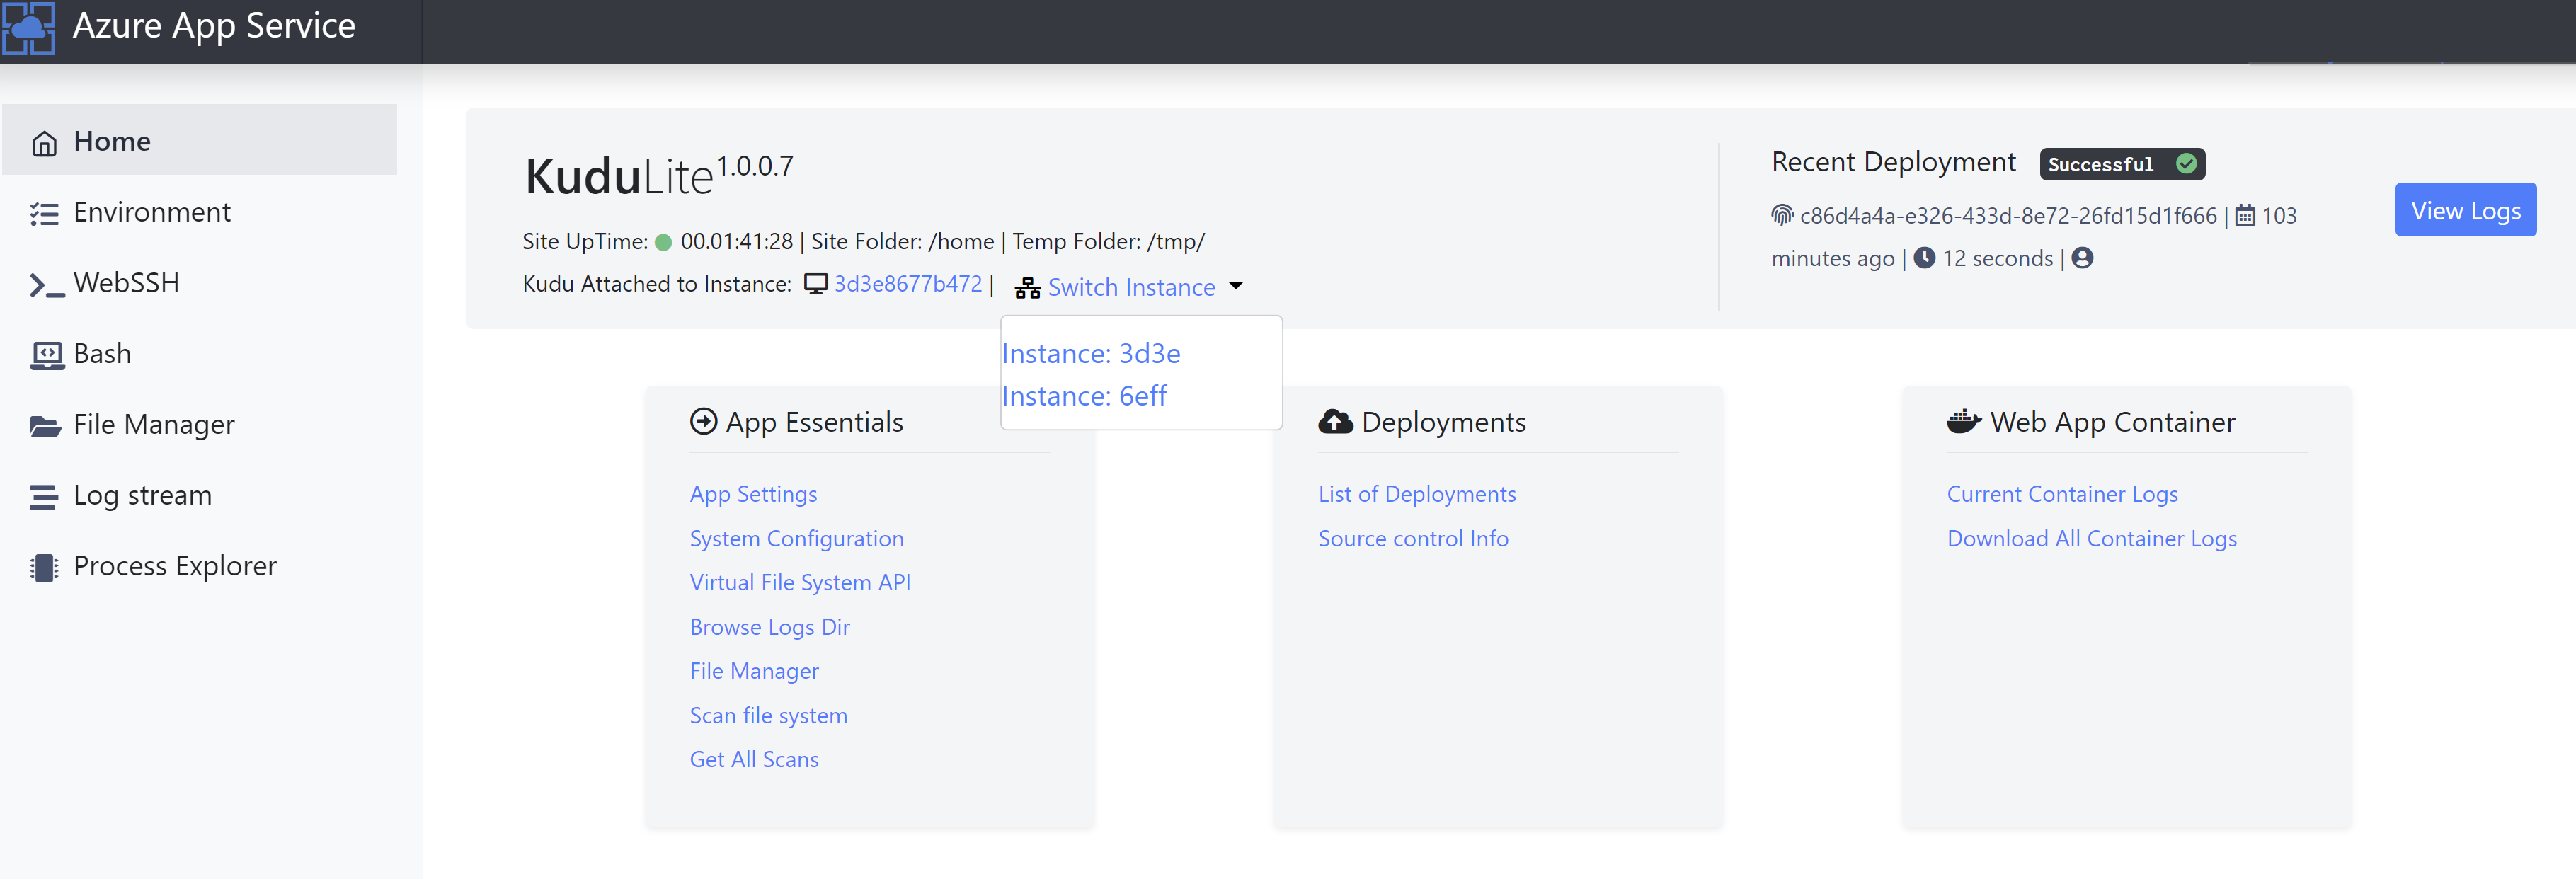 Azure App Service
Home
Environment
WebSSH
Bash
File Manager
Log stream
Process Explorer
KuduLite1.0.0.7
Site UpTime: 00.01:41:28 | Site Folder: /home | Temp Folder: /tmp/
Kudu Attached to Instance: 3d3e8677b472 | Switch Instance
Instance: 3d3e
Instance: 6eff
Recent Deployment Successful
c86d4a4a-e326-433d-8e72-26fd15d1f666 | 103
minutes ago | 12 seconds |
View Logs
App Essentials
App Settings
System Configuration
Virtual File System API
Browse Logs Dir
File Manager
Scan file system
Get All Scans
Deployments
List of Deployments
Source control Info
Web App Container
Current Container Logs
Download All Container Logs